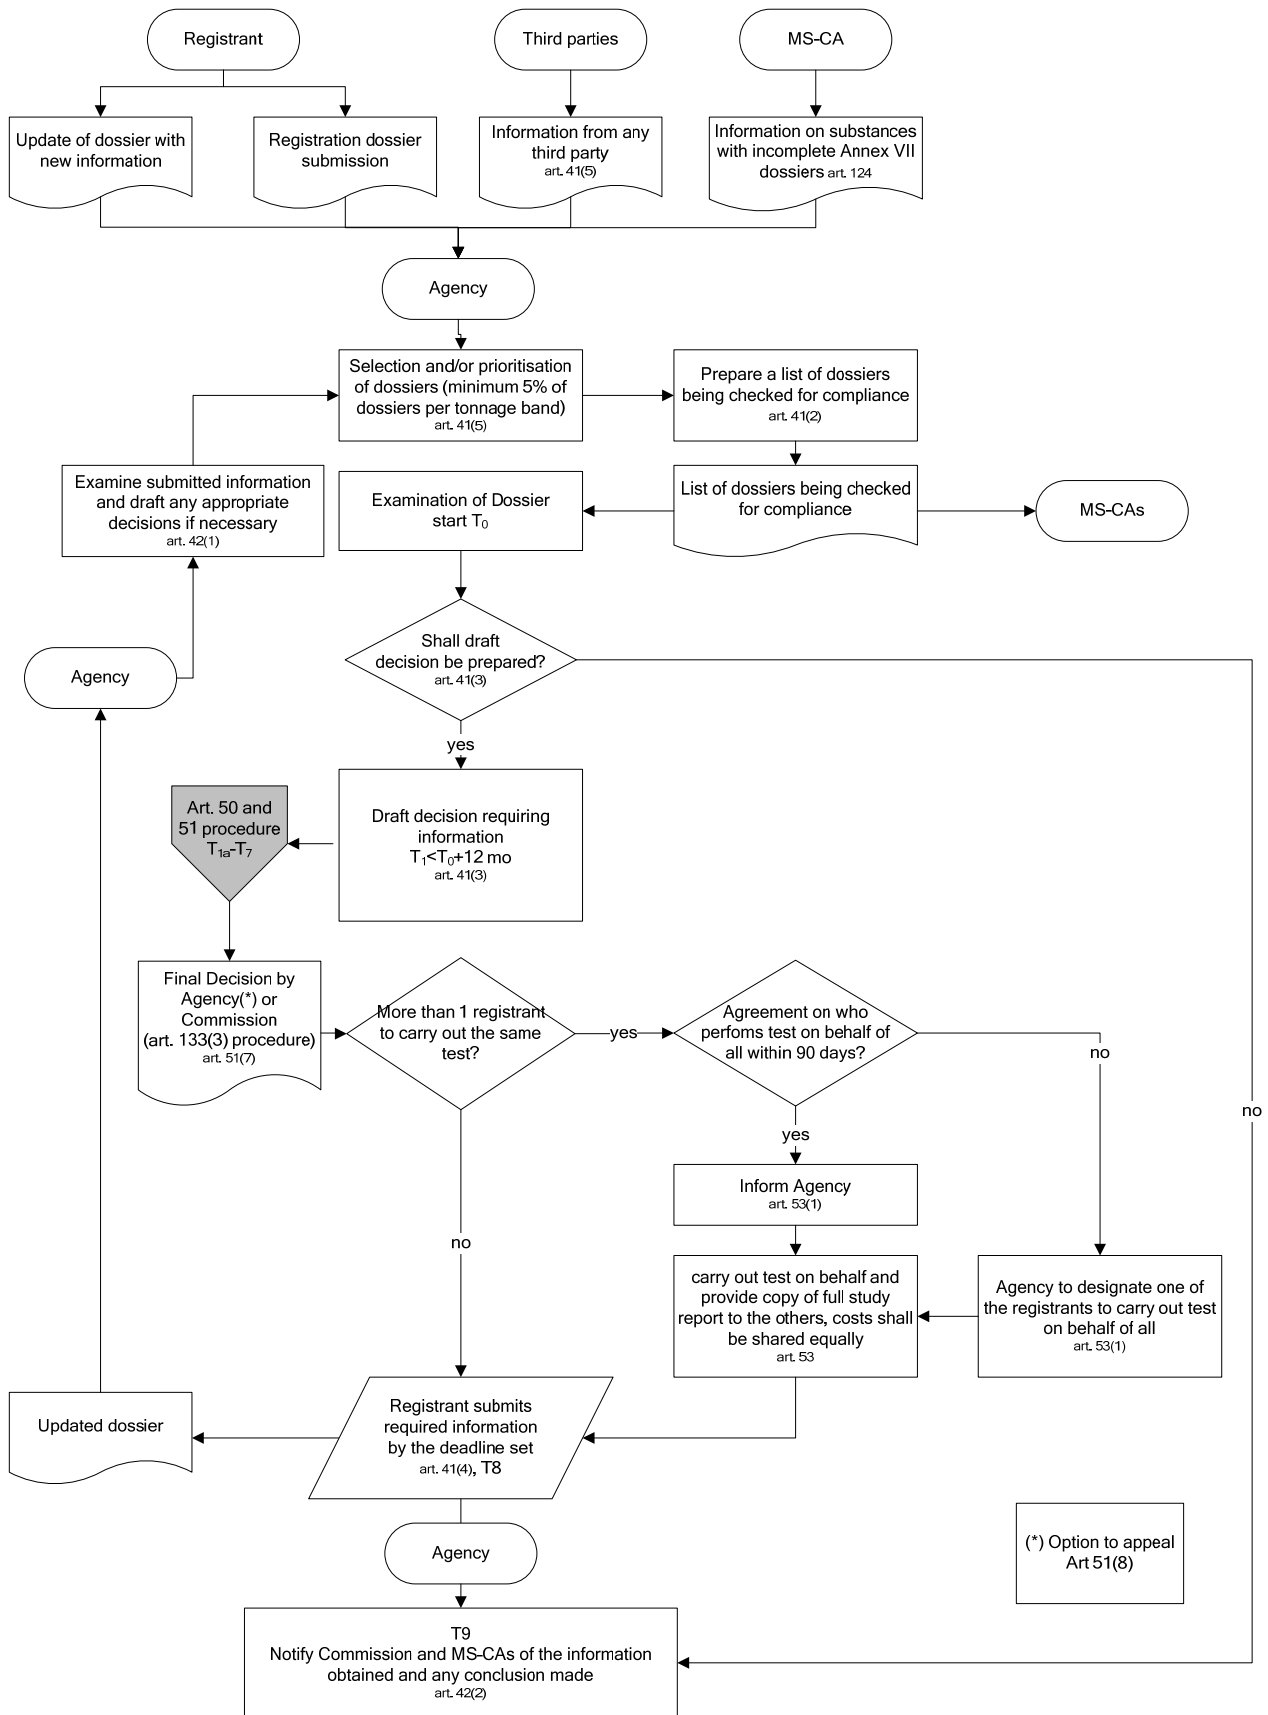 Registrant
Third parties
MS-CA
Update of dossier with
new information
Registration dossier
submission
Information from any
third party
art. 41(5)
Information on substances
with incomplete Annex VII
dossiers art. 124
Agency
Selection and/or prioritisation
of dossiers (minimum 5% of
dossiers per tonnage band)
art. 41(5)
Prepare a list of dossiers
being checked for compliance
art. 41(2)
Examine submitted information
and draft any appropriate
decisions if necessary
art. 42(1)
Examination of Dossier
start T0
List of dossiers being checked
for compliance
MS-CAs
Shall draft
decision be prepared?
art. 41(3)
Agency
yes
Art. 50 and
51 procedure
T1a-T7
Draft decision requiring
information
T1<T0+12 mo
art. 41(3)
Final Decision by
Agency(*) or
Commission
(art. 133(3) procedure)
art. 51(7)
More than 1 registrant
to carry out the same
test?
yes
Agreement on who
perfoms test on behalf of
all within 90 days?
no
no
yes
Inform Agency
art. 53(1)
no
carry out test on behalf and
provide copy of full study
report to the others, costs shall
be shared equally
art. 53
Agency to designate one of
the registrants to carry out test
on behalf of all
art. 53(1)
Updated dossier
Registrant submits
required information
by the deadline set
art. 41(4), T8
Agency
(*) Option to appeal
Art 51(8)
T9
Notify Commission and MS-CAs of the information
obtained and any conclusion made
art. 42(2)